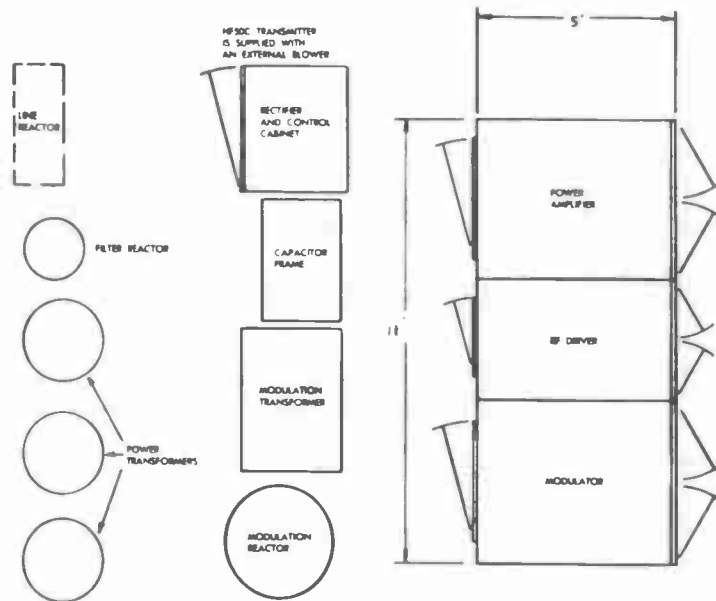 HF50C TRANSMITTER
IS SUPPLIED WITH
AN EXTERNAL BLOWER
5'
LINE
REACTOR
RECTIFIER
AND CONTROL
CABINET
POWER
AMPLIFIER
FILTER REACTOR
CAPACITOR
FRAME
RF DRIVER
MODULATION
TRANSFORMER
POWER
TRANSFORMERS
MODULATOR
MODULATION
REACTOR